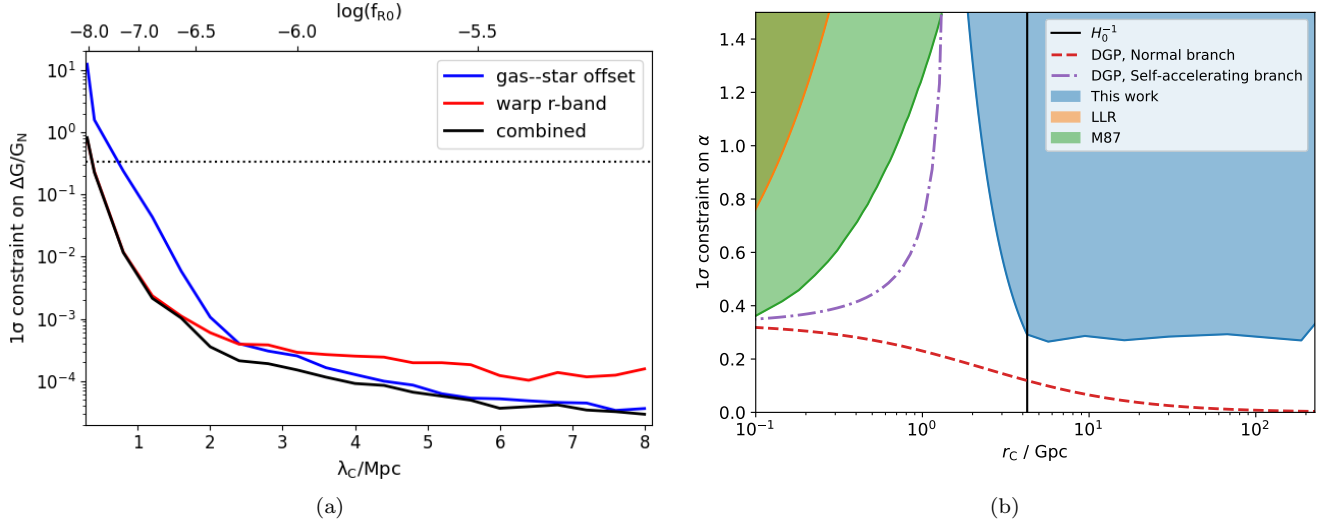 log(f_R0)
−8.0 −7.0 −6.5 −6.0 −5.5
1σ constraint on ΔG/G_N
10^1
10^0
10^−1
10^−2
10^−3
10^−4
gas--star offset
warp r-band
combined
1 2 3 4 5 6 7 8
λ_C/Mpc
(a)
1σ constraint on α
1.4
1.2
1.0
0.8
0.6
0.4
0.2
0.0
H_0^−1
DGP, Normal branch
DGP, Self-accelerating branch
This work
LLR
M87
10^−1 10^0 10^1 10^2
r_C / Gpc
(b)